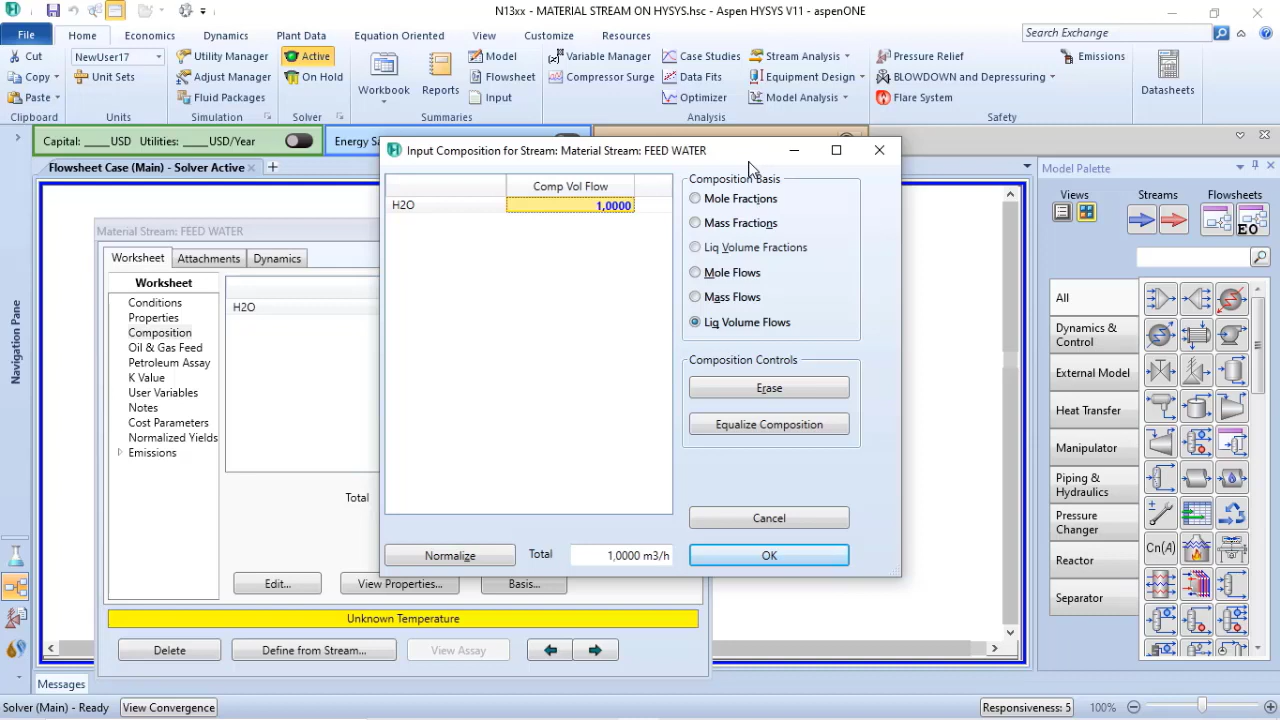 N13xx - MATERIAL STREAM ON HYSYS.hsc - Aspen HYSYS V11 - aspenONE
File Home Economics Dynamics Plant Data Equation Oriented View Customize Resources
Search Exchange
Cut
Copy
Paste
Clipboard
NewUser17
Unit Sets
Units
Utility Manager
Adjust Manager
Fluid Packages
Simulation
Active
On Hold
Solver
Workbook
Reports
Model
Flowsheet
Input
Summaries
Variable Manager
Compressor Surge
Case Studies
Data Fits
Optimizer
Stream Analysis
Equipment Design
Model Analysis
Analysis
Pressure Relief
BLOWDOWN and Depressuring
Flare System
Emissions
Safety
Datasheets
Capital: USD Utilities: USD/Year
Energy Sa
Flowsheet Case (Main) - Solver Active
Navigation Pane
Material Stream: FEED WATER
Worksheet Attachments Dynamics
Worksheet
Conditions
Properties
Composition
Oil & Gas Feed
Petroleum Assay
K Value
User Variables
Notes
Cost Parameters
Normalized Yields
Emissions
H2O
Total
Edit...
View Properties...
Basis...
Unknown Temperature
Delete
Define from Stream...
View Assay
Input Composition for Stream: Material Stream: FEED WATER
Comp Vol Flow
H2O 1,0000
Composition Basis
Mole Fractions
Mass Fractions
Liq Volume Fractions
Mole Flows
Mass Flows
Liq Volume Flows
Composition Controls
Erase
Equalize Composition
Cancel
Normalize
Total
1,0000 m3/h
OK
Model Palette
Views Streams Flowsheets
EO
All
Dynamics & Control
External Model
Heat Transfer
Manipulator
Piping & Hydraulics
Pressure Changer
Reactor
Separator
Cn(A)
Messages
Solver (Main) - Ready
View Convergence
Responsiveness: 5
100%